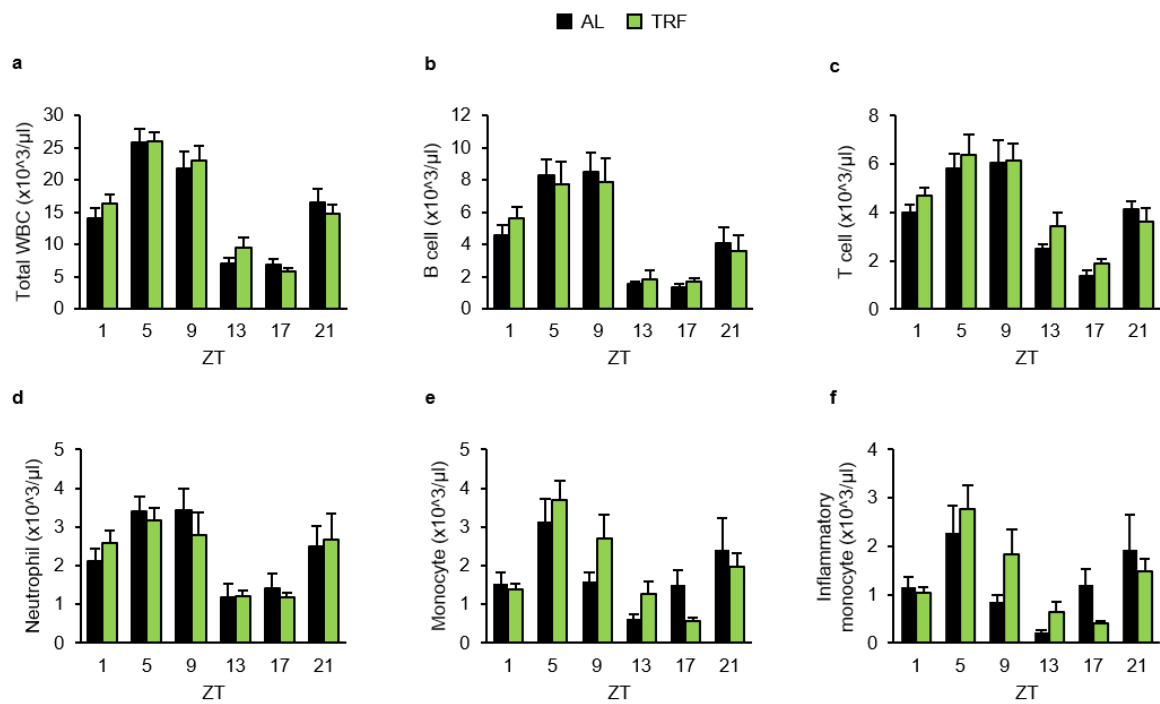 AL TRF
a
Total WBC (x10^3/µl)
30
25
20
15
10
5
0
1 5 9 13 17 21
ZT
b
B cell (x10^3/µl)
12
10
8
6
4
2
0
1 5 9 13 17 21
ZT
c
T cell (x10^3/µl)
8
6
4
2
0
1 5 9 13 17 21
ZT
d
Neutrophil (x10^3/µl)
5
4
3
2
1
0
1 5 9 13 17 21
ZT
e
Monocyte (x10^3/µl)
5
4
3
2
1
0
1 5 9 13 17 21
ZT
f
Inflammatory
monocyte (x10^3/µl)
4
3
2
1
0
1 5 9 13 17 21
ZT